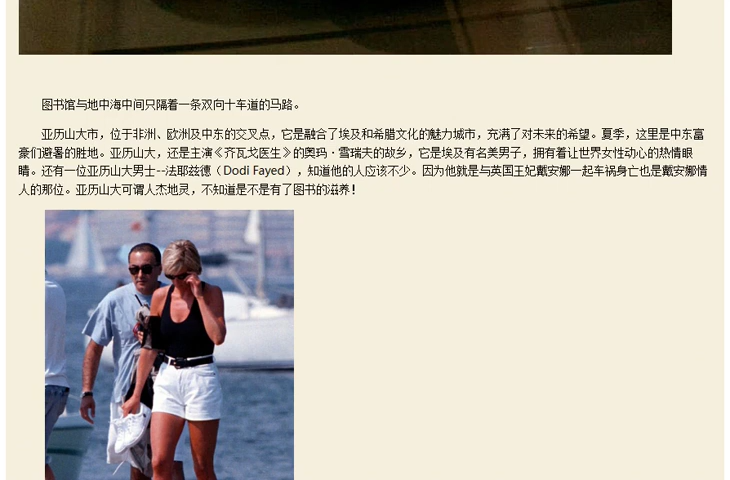 图书馆与地中海中间只隔着一条双向十车道的马路。
亚历山大市，位于非洲、欧洲及中东的交叉点，它是融合了埃及和希腊文化的魅力城市，充满了对未来的希望。夏季，这里是中东富
豪们避暑的胜地。亚历山大，还是主演《齐瓦戈医生》的奥玛·雪瑞夫的故乡，它是埃及有名美男子，拥有着让世界女性动心的热情眼
睛。还有一位亚历山大男士--法耶兹德（Dodi Fayed），知道他的人应该不少。因为他就是与英国王妃戴安娜一起车祸身亡也是戴安娜情
人的那位。亚历山大可谓人杰地灵，不知道是不是有了图书的滋养！